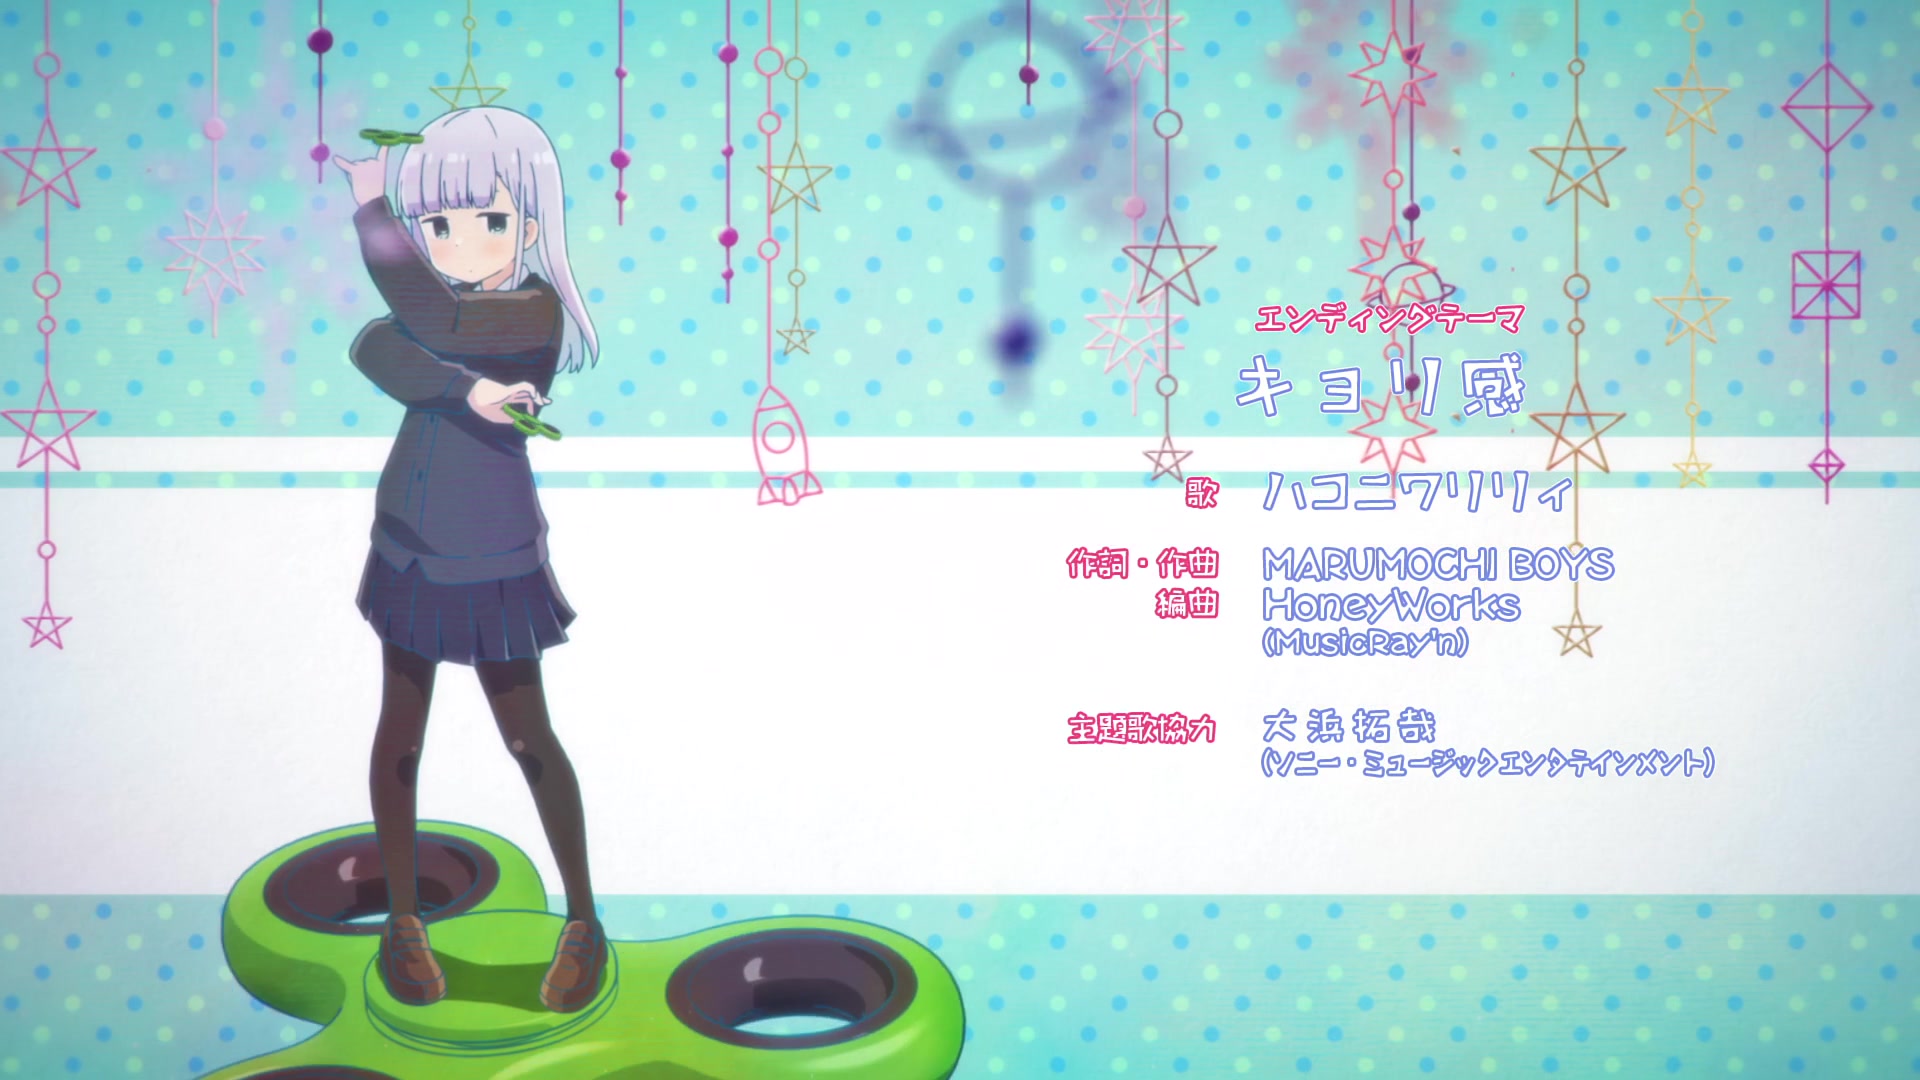 エンディングテーマ
キョリ感
歌 ハコニワリリィ
作詞・作曲 MARUMOCHI BOYS
編曲 HoneyWorks
(MusicRay'n)
主題歌協力 大浜拓哉
(ソニー・ミュージックエンタテインメント)